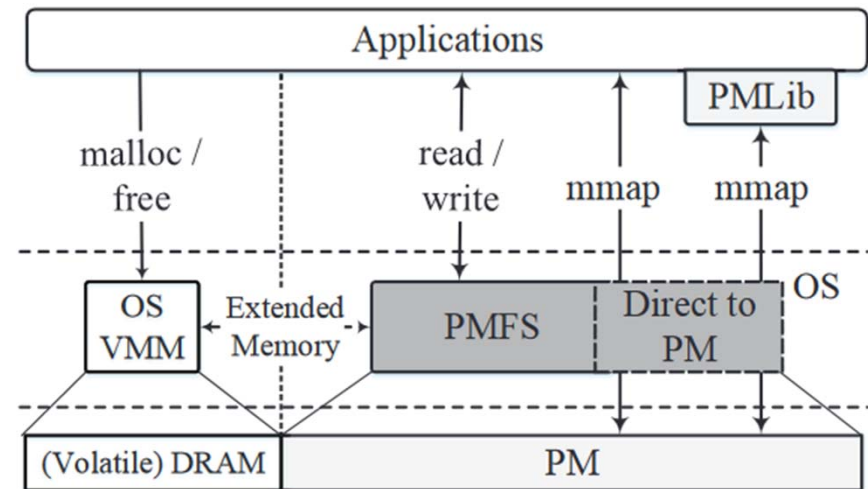 Applications
PMLib
malloc /
free
read /
write
mmap
mmap
OS
OS
VMM
Extended
Memory
PMFS
Direct to
PM
(Volatile) DRAM
PM